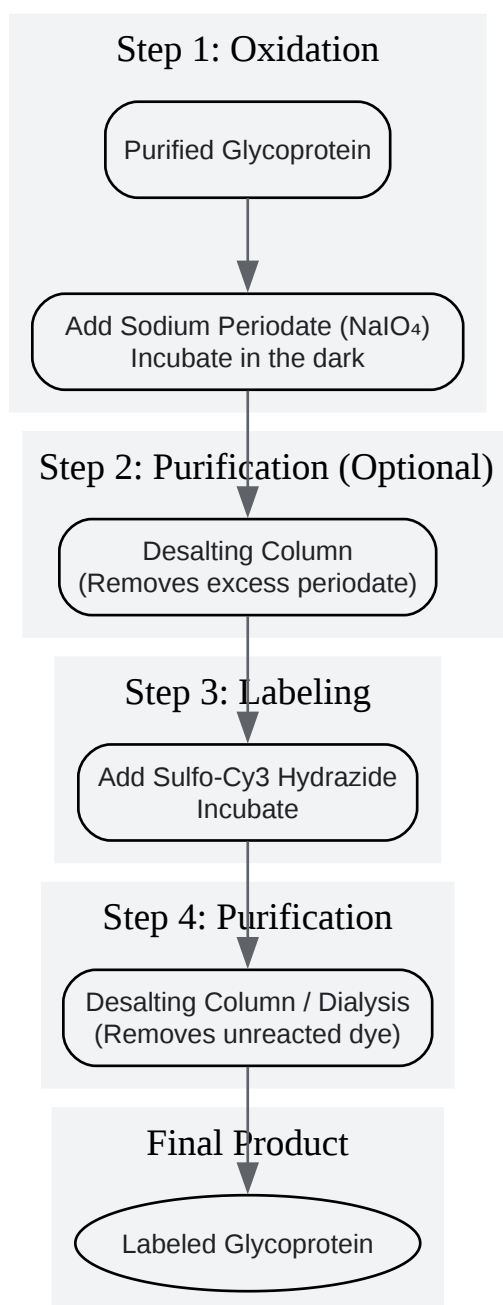 Step 1: Oxidation
Purified Glycoprotein
Add Sodium Periodate (NaIO₄)
Incubate in the dark
Step 2: Purification (Optional)
Desalting Column
(Removes excess periodate)
Step 3: Labeling
Add Sulfo-Cy3 Hydrazide
Incubate
Step 4: Purification
Desalting Column / Dialysis
(Removes unreacted dye)
Final Product
Labeled Glycoprotein